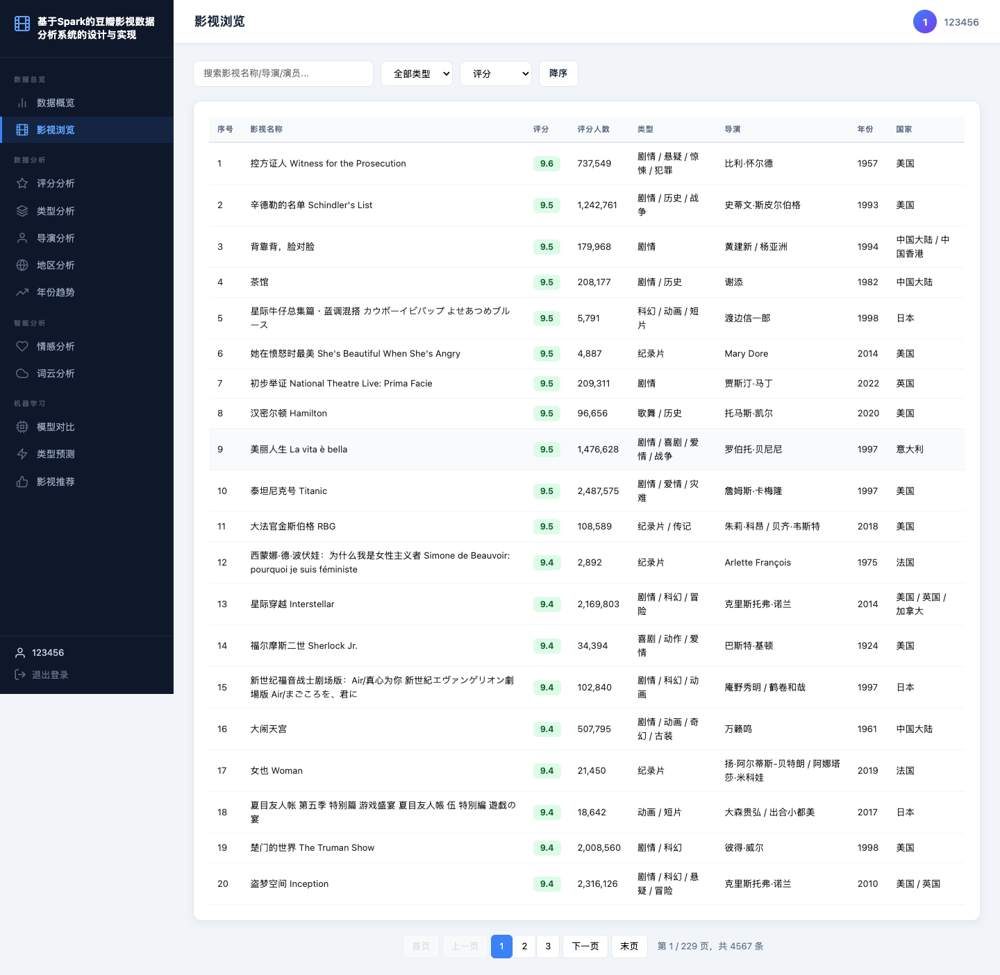 基于Spark的豆瓣影视数据
分析系统的设计与实现
数据总览
数据概览
影视浏览
数据分析
评分分析
类型分析
导演分析
地区分析
年份趋势
智能分析
情感分析
词云分析
机器学习
模型对比
类型预测
影视推荐
123456
退出登录
影视浏览
1 123456
搜索影视名称/导演/演员... 全部类型 评分 降序
序号 影视名称 评分 评分人数 类型 导演 年份 国家
1 控方证人 Witness for the Prosecution 9.6 737,549 剧情 / 悬疑 / 惊 比利·怀尔德 1957 美国
悚 / 犯罪
2 辛德勒的名单 Schindler's List 9.5 1,242,761 剧情 / 历史 / 战 史蒂文·斯皮尔伯格 1993 美国
争
3 背靠背，脸对脸 9.5 179,968 剧情 黄建新 / 杨亚洲 1994 中国大陆 / 中
国香港
4 茶馆 9.5 208,177 剧情 / 历史 谢添 1982 中国大陆
5 星际牛仔总集篇·蓝调混搭 カウボーイビバップ よせあつめブル 9.5 5,791 科幻 / 动画 / 短 渡边信一郎 1998 日本
ース 片
6 她在愤怒时最美 She's Beautiful When She's Angry 9.5 4,887 纪录片 Mary Dore 2014 美国
7 初步举证 National Theatre Live: Prima Facie 9.5 209,311 剧情 贾斯汀·马丁 2022 英国
8 汉密尔顿 Hamilton 9.5 96,656 歌舞 / 历史 托马斯·凯尔 2020 美国
9 美丽人生 La vita è bella 9.5 1,476,628 剧情 / 喜剧 / 爱 罗伯托·贝尼尼 1997 意大利
情 / 战争
10 泰坦尼克号 Titanic 9.5 2,487,575 剧情 / 爱情 / 灾 詹姆斯·卡梅隆 1997 美国
难
11 大法官金斯伯格 RBG 9.5 108,589 纪录片 / 传记 朱莉·科昂 / 贝齐·韦斯特 2018 美国
12 西蒙娜·德·波伏娃：为什么我是女性主义者 Simone de Beauvoir: 9.4 2,892 纪录片 Arlette François 1975 法国
pourquoi je suis féministe
13 星际穿越 Interstellar 9.4 2,169,803 剧情 / 科幻 / 冒 克里斯托弗·诺兰 2014 美国 / 英国 /
险 加拿大
14 福尔摩斯二世 Sherlock Jr. 9.4 34,394 喜剧 / 动作 / 爱 巴斯特·基顿 1924 美国
情
15 新世纪福音战士剧场版：Air/真心为你 新世紀エヴァンゲリオン劇 9.4 102,840 剧情 / 科幻 / 动 庵野秀明 / 鹤卷和哉 1997 日本
場版 Air/まごころを、君に 画
16 大闹天宫 9.4 507,795 剧情 / 动画 / 奇 万籁鸣 1961 中国大陆
幻 / 古装
17 女也 Woman 9.4 21,450 纪录片 扬·阿尔蒂斯-贝特朗 / 阿娜塔 2019 法国
莎·米科娃
18 夏目友人帐 第五季 特别篇 游戏盛宴 夏目友人帳 伍 特別編 遊戯の 9.4 18,642 动画 / 短片 大森贵弘 / 出合小都美 2017 日本
宴
19 楚门的世界 The Truman Show 9.4 2,008,560 剧情 / 科幻 彼得·威尔 1998 美国
20 盗梦空间 Inception 9.4 2,316,126 剧情 / 科幻 / 悬 克里斯托弗·诺兰 2010 美国 / 英国
疑 / 冒险
首页 上一页 1 2 3 下一页 末页 第 1 / 229 页，共 4567 条